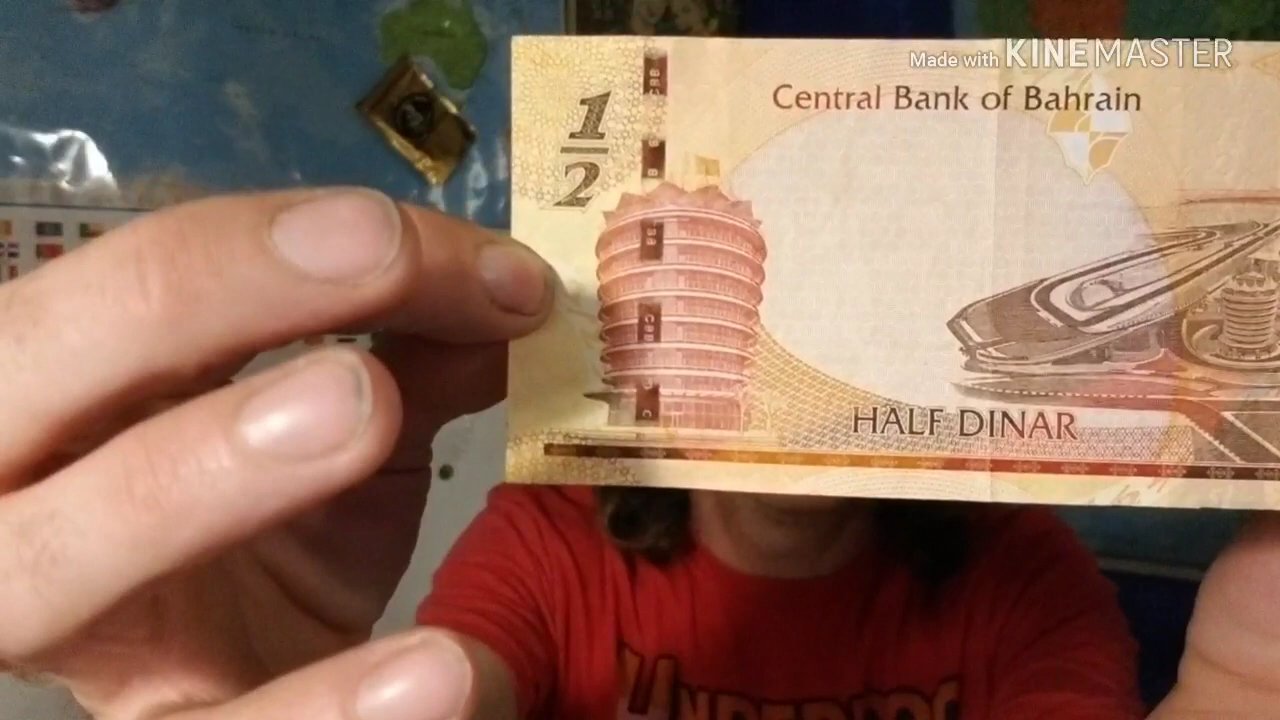 Made with KINEMASTER
Central Bank of Bahrain
1
2
HALF DINAR